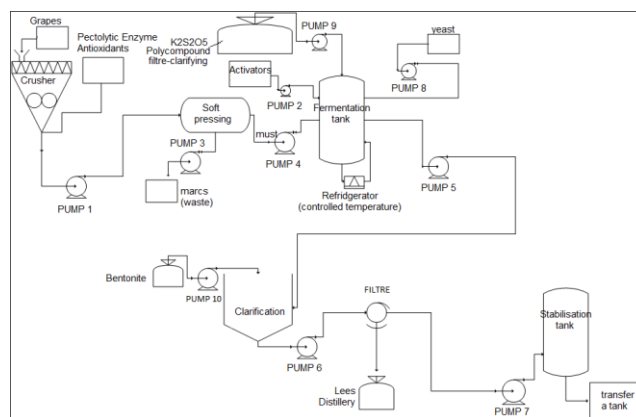 Grapes
Pectolytic Enzyme
Antioxidants
Crusher
K2S2O5
Polycompound
filtre-clarifying
PUMP 9
yeast
Activators
PUMP 2
PUMP 8
Fermentation
tank
Soft
pressing
must
PUMP 3
PUMP 4
PUMP 5
PUMP 1
marcs
(waste)
Refridgerator
(controlled temperature)
Bentonite
PUMP 10
Clarification
FILTRE
PUMP 6
Lees
Distillery
PUMP 7
Stabilisation
tank
transfer
a tank